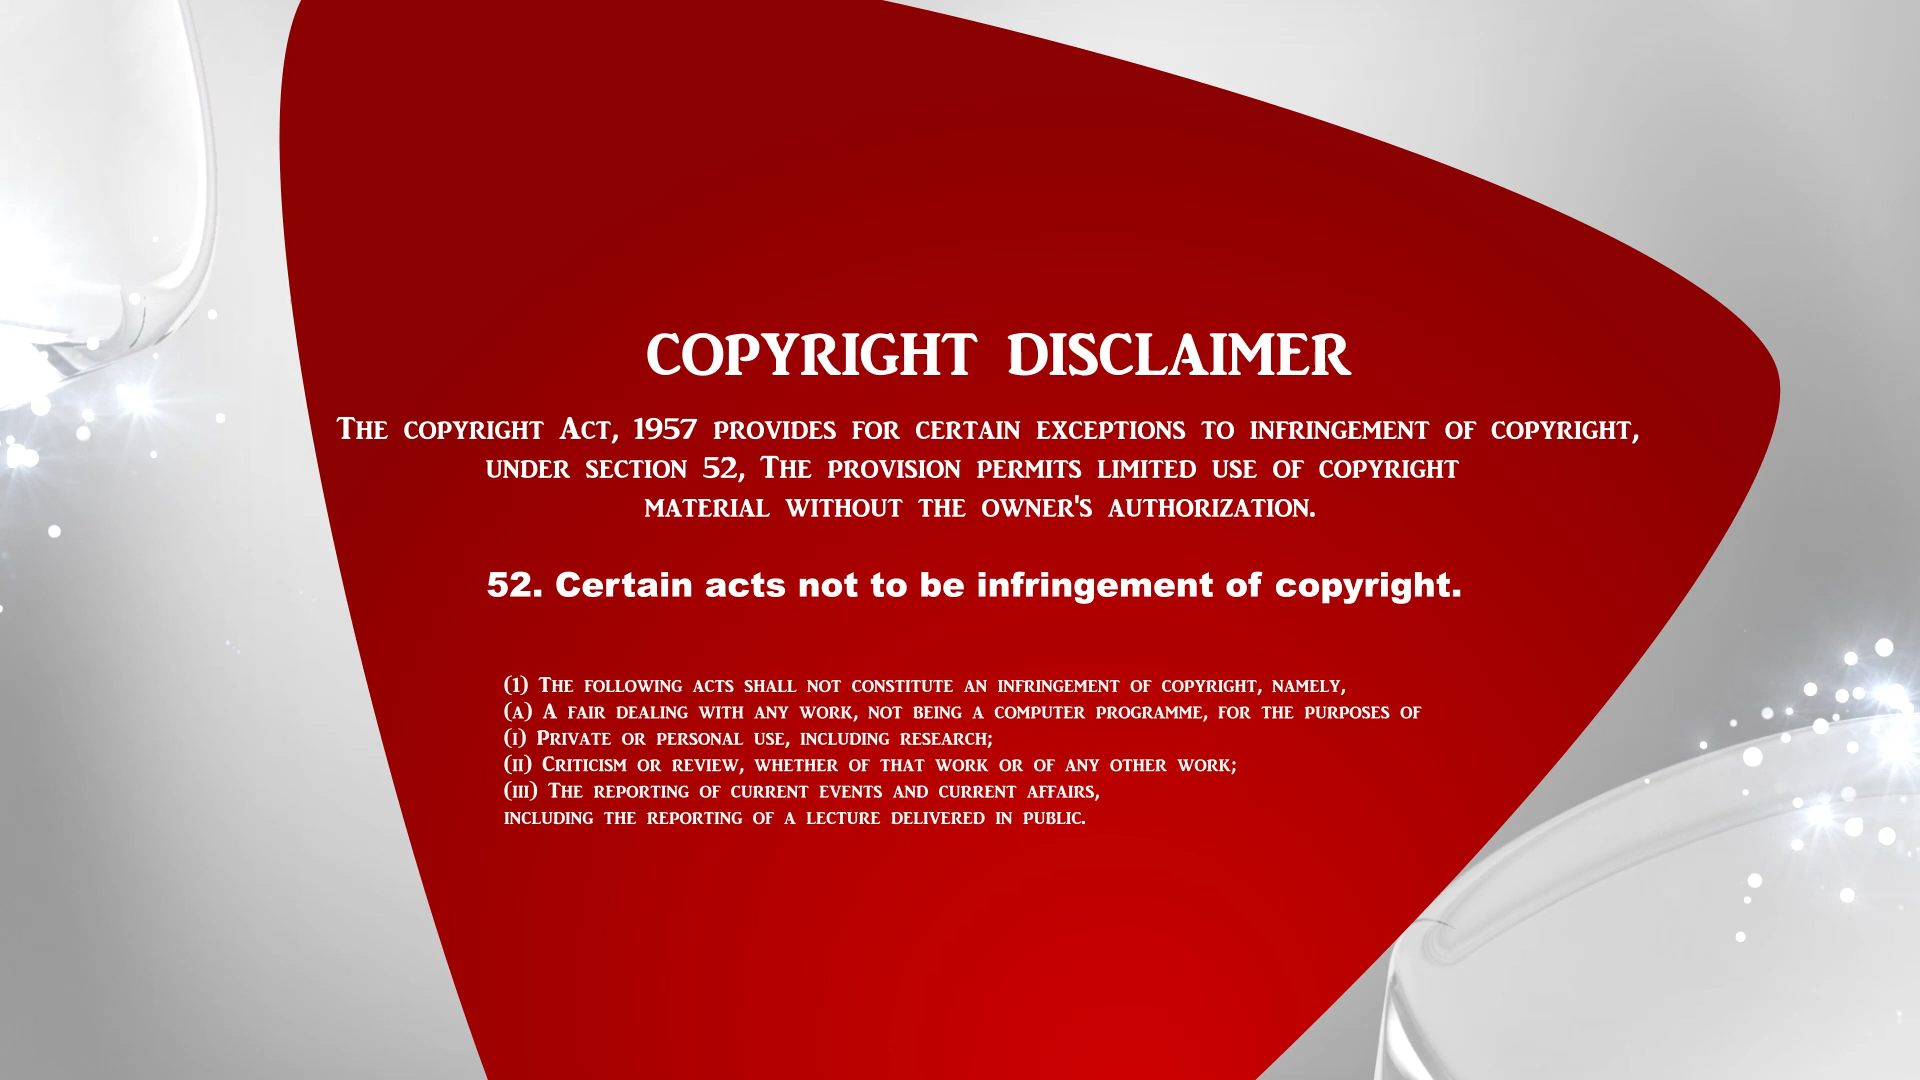 COPYRIGHT DISCLAIMER
The copyright Act, 1957 provides for certain exceptions to infringement of copyright,
under section 52, The provision permits limited use of copyright
material without the owner's authorization.
52. Certain acts not to be infringement of copyright.
(1) The following acts shall not constitute an infringement of copyright, namely,
(a) A fair dealing with any work, not being a computer programme, for the purposes of
(i) Private or personal use, including research;
(ii) Criticism or review, whether of that work or of any other work;
(iii) The reporting of current events and current affairs,
including the reporting of a lecture delivered in public.